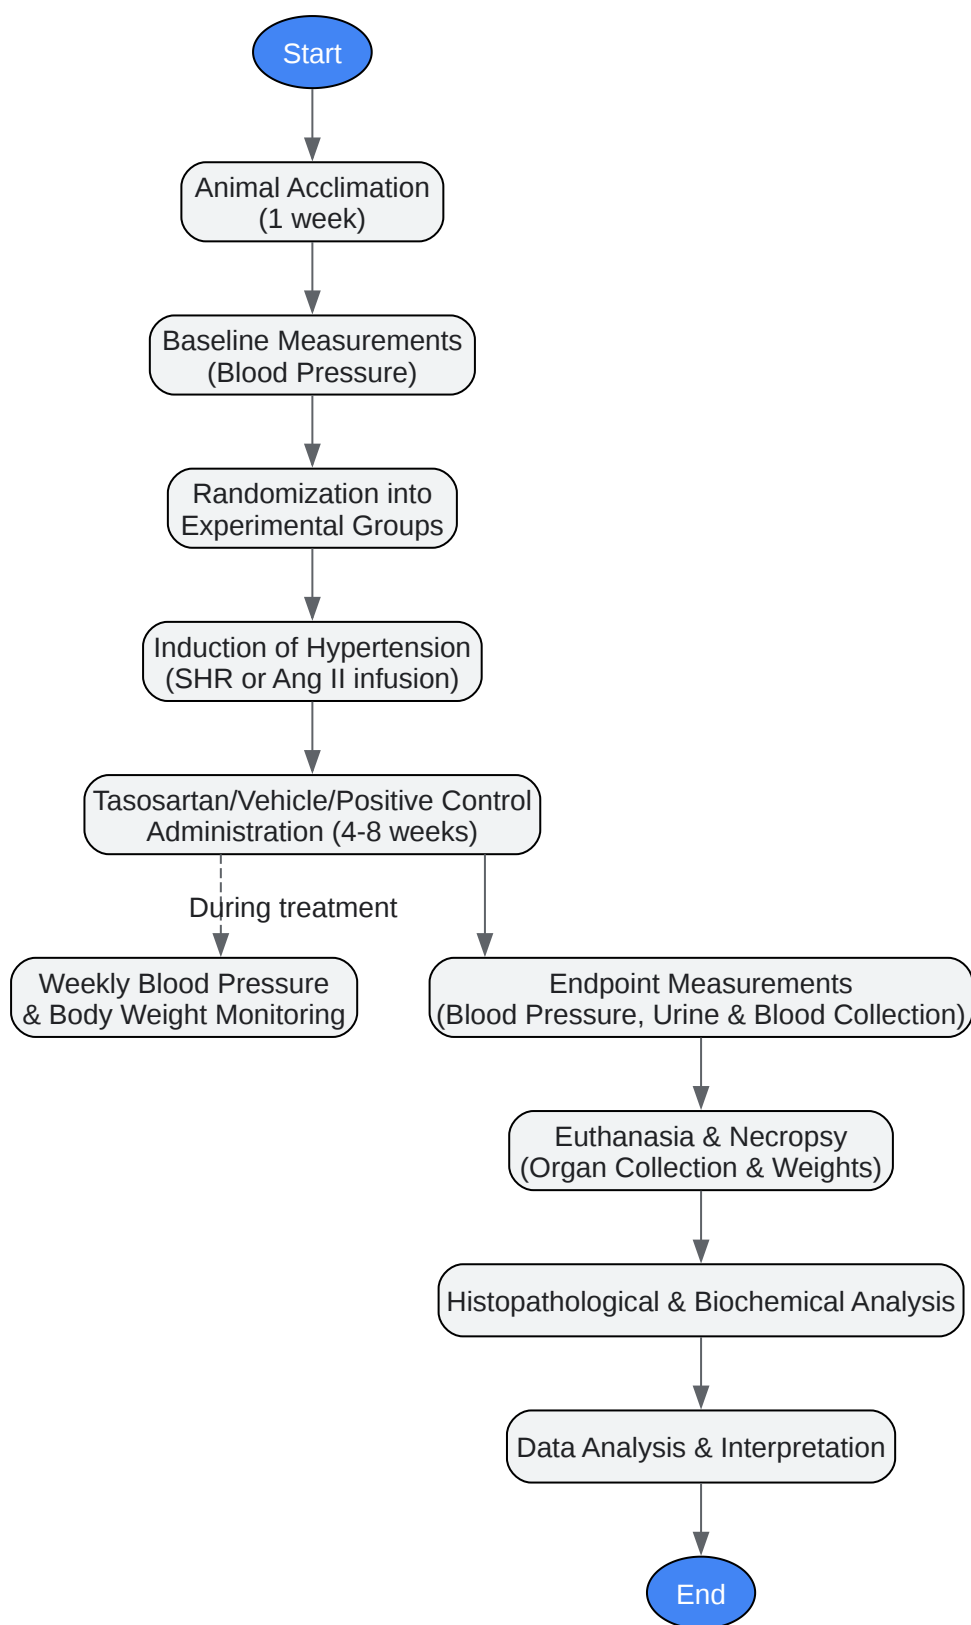 Start
Animal Acclimation
(1 week)
Baseline Measurements
(Blood Pressure)
Randomization into
Experimental Groups
Induction of Hypertension
(SHR or Ang II infusion)
Tasosartan/Vehicle/Positive Control
Administration (4-8 weeks)
During treatment
Weekly Blood Pressure
& Body Weight Monitoring
Endpoint Measurements
(Blood Pressure, Urine & Blood Collection)
Euthanasia & Necropsy
(Organ Collection & Weights)
Histopathological & Biochemical Analysis
Data Analysis & Interpretation
End